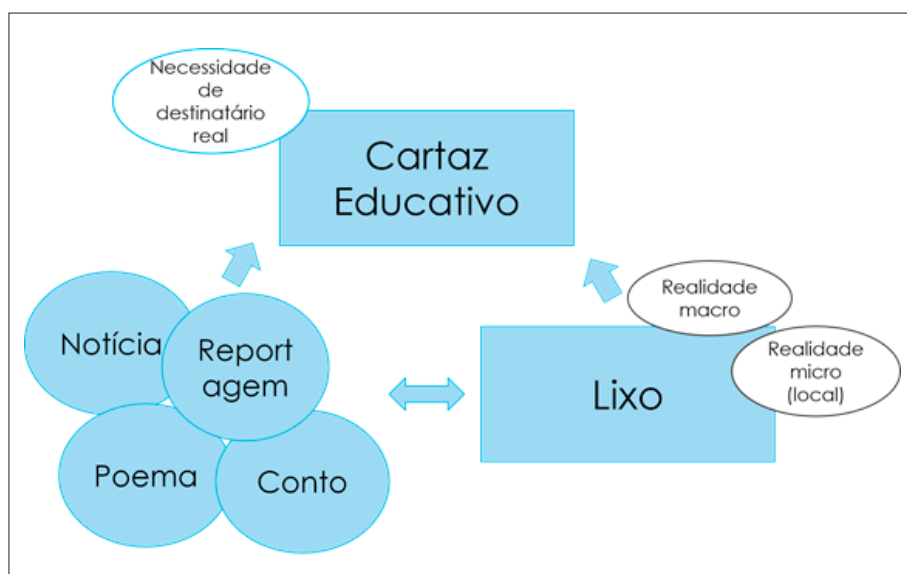 Necessidade
de
destinatário
real
Cartaz
Educativo
Realidade
macro
Realidade
micro
(local)
Notícia
Report
agem
Lixo
Poema
Conto